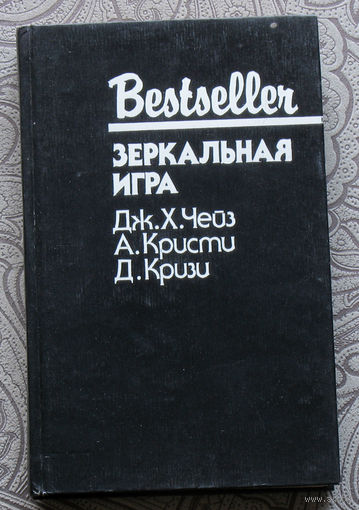 Bestseller
ЗЕРКАЛЬНАЯ
ИГРА
Дж.Х.Чейз
А.Кристи
Д.Кризи